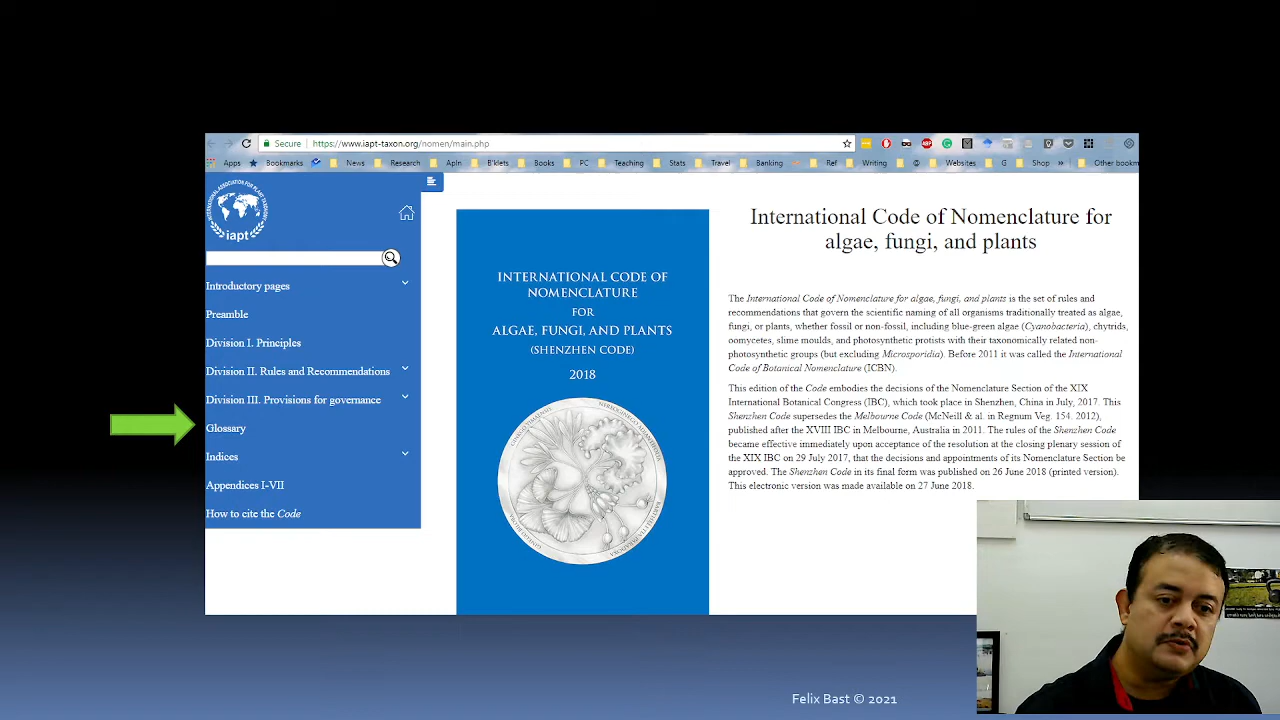 Secure
https://www.iapt-taxon.org/nomen/main.php
Apps
Bookmarks
News
Research
ApIn
B'klets
Books
PC
Teaching
Stats
Travel
Banking
Ref
Writing
@
Websites
G
Shop
»
Other bookm
INTERNATIONAL ASSOCIATION FOR PLANT TAXONOMY
iapt
Introductory pages
Preamble
Division I. Principles
Division II. Rules and Recommendations
Division III. Provisions for governance
Glossary
Indices
Appendices I-VII
How to cite the Code
INTERNATIONAL CODE OF
NOMENCLATURE
FOR
ALGAE, FUNGI, AND PLANTS
(SHENZHEN CODE)
2018
International Code of Nomenclature for
algae, fungi, and plants
The International Code of Nomenclature for algae, fungi, and plants is the set of rules and
recommendations that govern the scientific naming of all organisms traditionally treated as algae,
fungi, or plants, whether fossil or non-fossil, including blue-green algae (Cyanobacteria), chytrids,
oomycetes, slime moulds, and photosynthetic protists with their taxonomically related non-
photosynthetic groups (but excluding Microsporidia). Before 2011 it was called the International
Code of Botanical Nomenclature (ICBN).
This edition of the Code embodies the decisions of the Nomenclature Section of the XIX
International Botanical Congress (IBC), which took place in Shenzhen, China in July, 2017. This
Shenzhen Code supersedes the Melbourne Code (McNeill & al. in Regnum Veg. 154. 2012),
published after the XVIII IBC in Melbourne, Australia in 2011. The rules of the Shenzhen Code
became effective immediately upon acceptance of the resolution at the closing plenary session of
the XIX IBC on 29 July 2017, that the decisions and appointments of its Nomenclature Section be
approved. The Shenzhen Code in its final form was published on 26 June 2018 (printed version).
This electronic version was made available on 27 June 2018.
Felix Bast © 2021